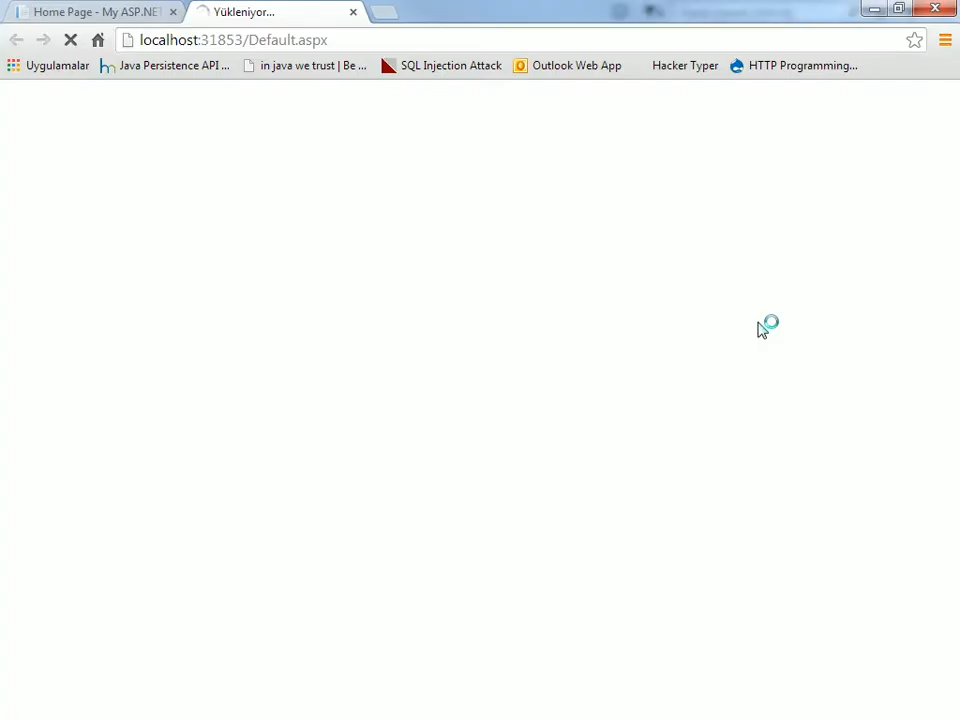 Home Page - My ASP.NET
Yükleniyor...
localhost:31853/Default.aspx
Uygulamalar
Java Persistence API ...
in java we trust | Be ...
SQL Injection Attack
Outlook Web App
Hacker Typer
HTTP Programming...